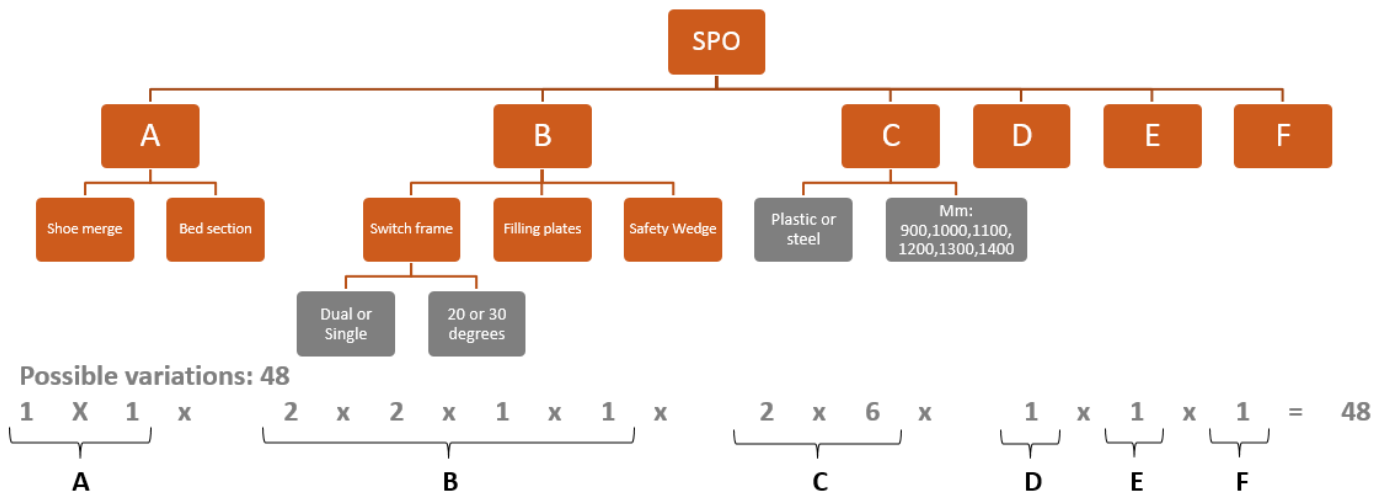 SPO
A
B
C
D
E
F
Shoe merge
Bed section
Switch frame
Filling plates
Safety Wedge
Plastic or
steel
Mm:
900,1000,1100,
1200,1300,1400
Dual or
Single
20 or 30
degrees
Possible variations: 48
1 X 1 x 2 x 2 x 1 x 1 x 2 x 6 x 1 x 1 x 1 = 48
A B C D E F